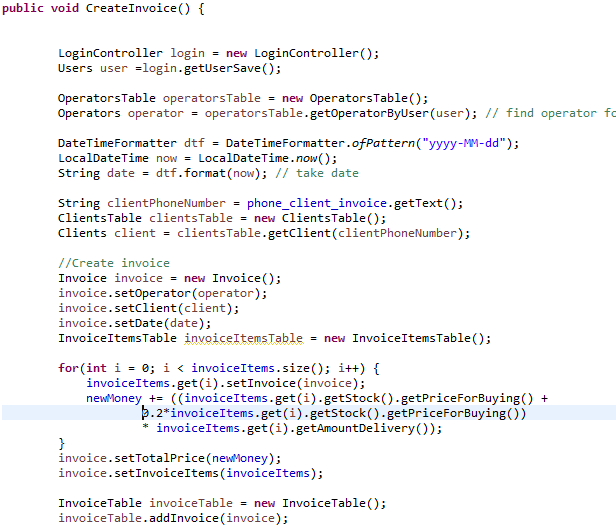 public void CreateInvoice() {
LoginController login = new LoginController();
Users user =login.getUserSave();
OperatorsTable operatorsTable = new OperatorsTable();
Operators operator = operatorsTable.getOperatorByUser(user); // find operator fo
DateTimeFormatter dtf = DateTimeFormatter.ofPattern("yyyy-MM-dd");
LocalDateTime now = LocalDateTime.now();
String date = dtf.format(now); // take date
String clientPhoneNumber = phone_client_invoice.getText();
ClientsTable clientsTable = new ClientsTable();
Clients client = clientsTable.getClient(clientPhoneNumber);
//Create invoice
Invoice invoice = new Invoice();
invoice.setOperator(operator);
invoice.setClient(client);
invoice.setDate(date);
InvoiceItemsTable invoiceItemsTable = new InvoiceItemsTable();
for(int i = 0; i < invoiceItems.size(); i++) {
invoiceItems.get(i).setInvoice(invoice);
newMoney += ((invoiceItems.get(i).getStock().getPriceForBuying() +
0.2*invoiceItems.get(i).getStock().getPriceForBuying())
* invoiceItems.get(i).getAmountDelivery());
}
invoice.setTotalPrice(newMoney);
invoice.setInvoiceItems(invoiceItems);
InvoiceTable invoiceTable = new InvoiceTable();
invoiceTable.addInvoice(invoice);